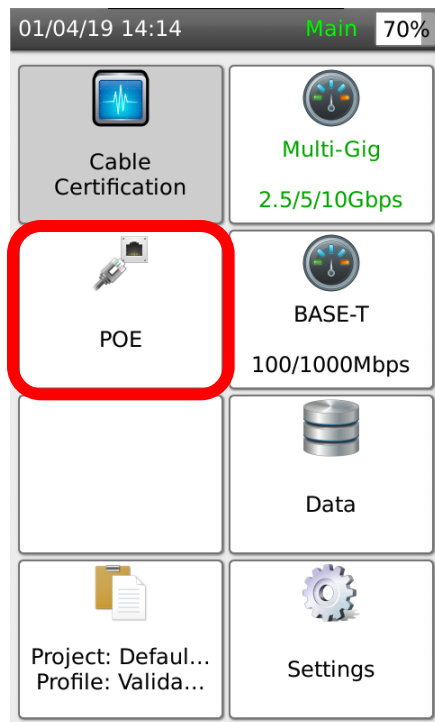 01/04/19 14:14 Main 70%
Cable
Certification
Multi-Gig
2.5/5/10Gbps
POE
BASE-T
100/1000Mbps
Data
Project: Defaul...
Profile: Valida...
Settings